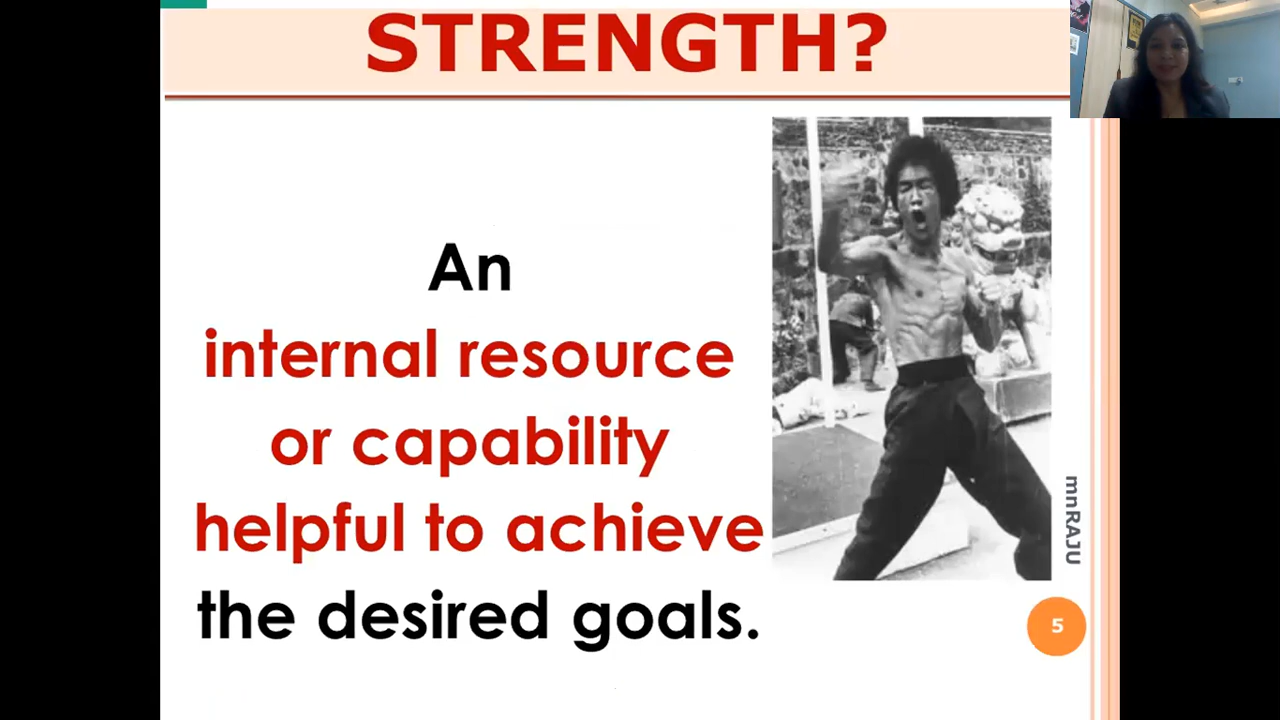 STRENGTH?
An
internal resource
or capability
helpful to achieve
the desired goals.
mnRAJU
5